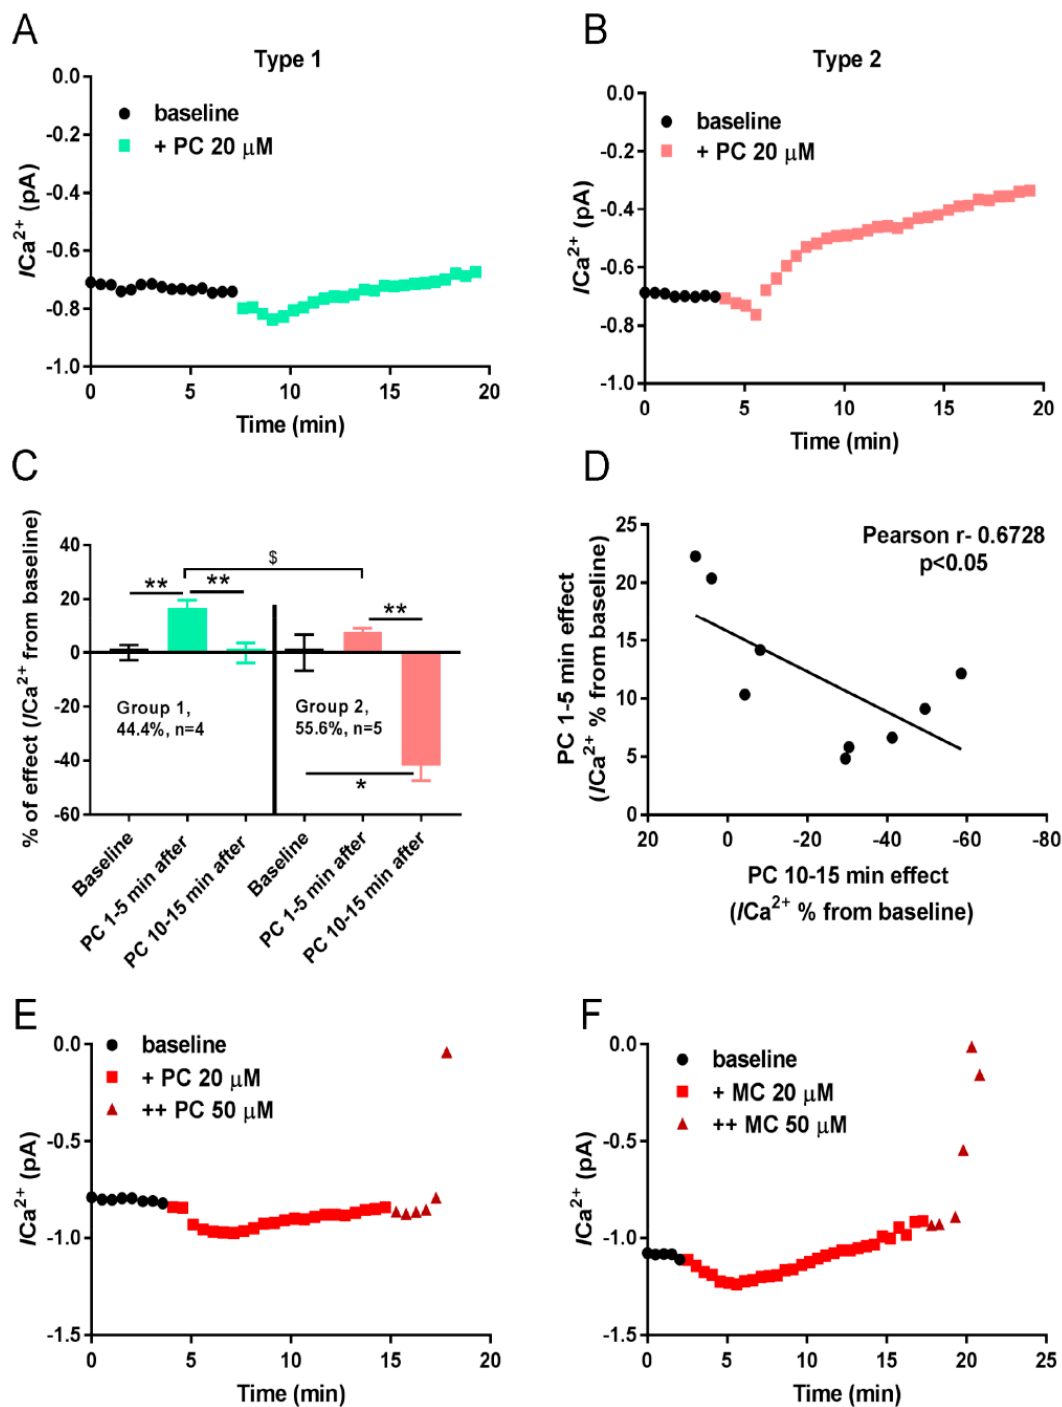 A
Type 1
0.0
-0.2
-0.4
-0.6
-0.8
-1.0
ICa2+ (pA)
baseline
+ PC 20 μM
0
5
10
15
20
Time (min)
B
Type 2
0.0
-0.2
-0.4
-0.6
-0.8
-1.0
ICa2+ (pA)
baseline
+ PC 20 μM
0
5
10
15
20
Time (min)
C
% of effect (ICa2+ from baseline)
40
20
0
-20
-40
-60
**
**
$
**
*
Group 1,
44.4%, n=4
Group 2,
55.6%, n=5
Baseline
PC 1-5 min after
PC 10-15 min after
Baseline
PC 1-5 min after
PC 10-15 min after
D
PC 1-5 min effect
(ICa2+ % from baseline)
25
20
15
10
5
0
Pearson r- 0.6728
p<0.05
20
0
-20
-40
-60
-80
PC 10-15 min effect
(ICa2+ % from baseline)
E
0.0
-0.5
-1.0
-1.5
ICa2+ (pA)
baseline
+ PC 20 μM
++ PC 50 μM
0
5
10
15
20
Time (min)
F
0.0
-0.5
-1.0
-1.5
ICa2+ (pA)
baseline
+ MC 20 μM
++ MC 50 μM
0
5
10
15
20
25
Time (min)